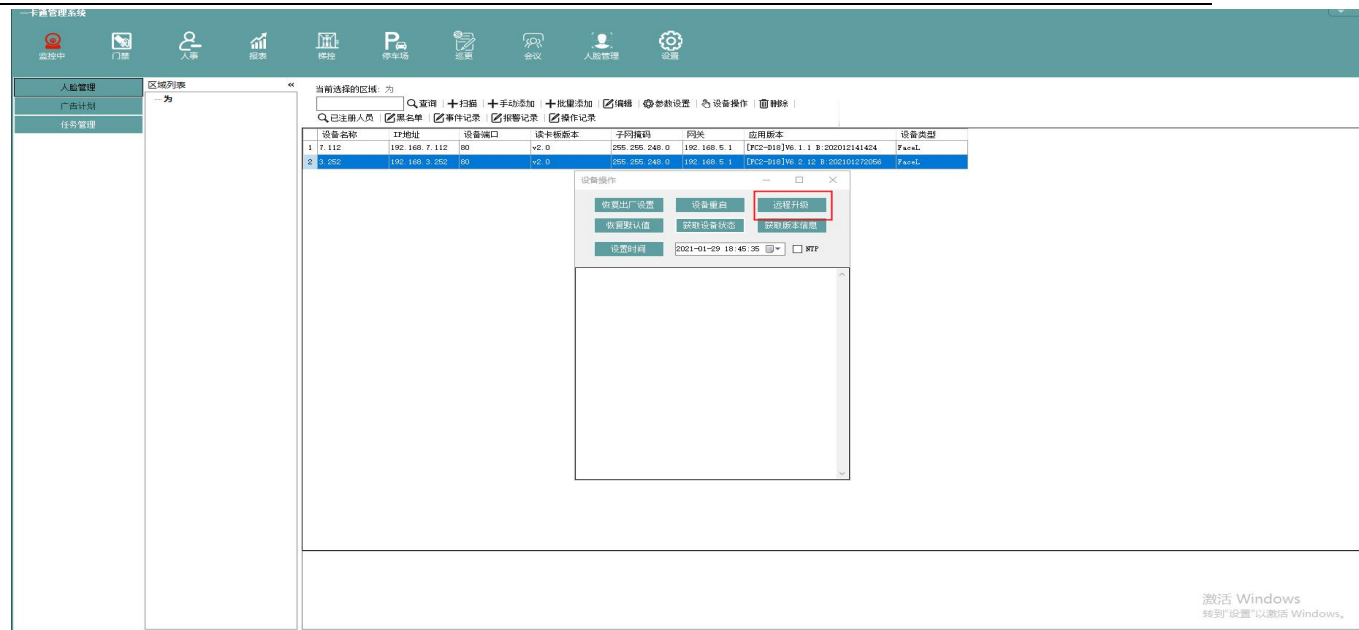 一卡通管理系统
监控中 门禁 人事 报表 梯控 停车场 巡更 会议 人脸管理 设置
人脸管理
广告计划
任务管理
区域列表 «
为
当前选择的区域: 为
查询 扫描 手动添加 批量添加 编辑 参数设置 设备操作 删除
已注册人员 黑名单 事件记录 报警记录 操作记录
设备名称 IP地址 设备端口 读卡板版本 子网掩码 网关 应用版本 设备类型
1 7.112 192.168.7.112 80 v2.0 255.255.248.0 192.168.5.1 [FC2-D18]V6.1.1 B:202012141424 FaceL
2 3.252 192.168.3.252 80 v2.0 255.255.248.0 192.168.5.1 [FC2-D18]V6.2.12 B:202101272056 FaceL
设备操作
恢复出厂设置 设备重启 远程升级
恢复默认值 获取设备状态 获取版本信息
设置时间 2021-01-29 18:45:35 NTP
激活 Windows
转到"设置"以激活 Windows。